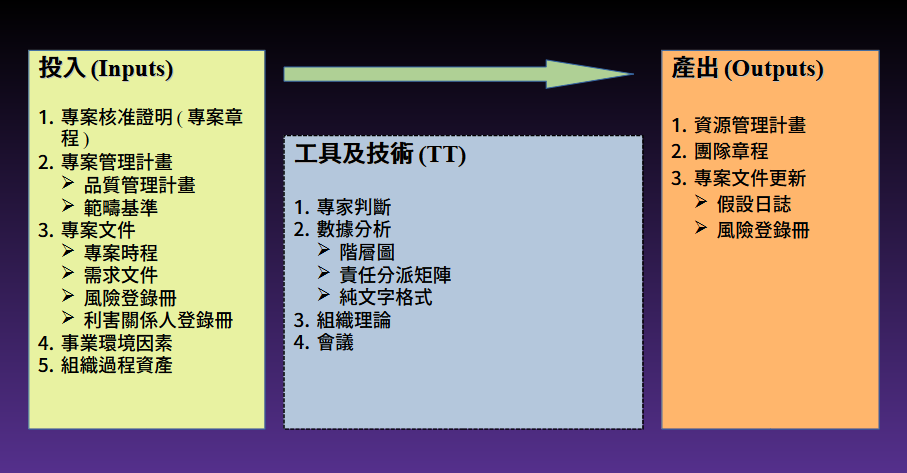 投入 (Inputs)
1. 專案核准證明 ( 專案章
程 )
2. 專案管理計畫
➢ 品質管理計畫
➢ 範疇基準
3. 專案文件
➢ 專案時程
➢ 需求文件
➢ 風險登錄冊
➢ 利害關係人登錄冊
4. 事業環境因素
5. 組織過程資產
工具及技術 (TT)
1. 專家判斷
2. 數據分析
➢ 階層圖
➢ 責任分派矩陣
➢ 純文字格式
3. 組織理論
4. 會議
產出 (Outputs)
1. 資源管理計畫
2. 團隊章程
3. 專案文件更新
➢ 假設日誌
➢ 風險登錄冊